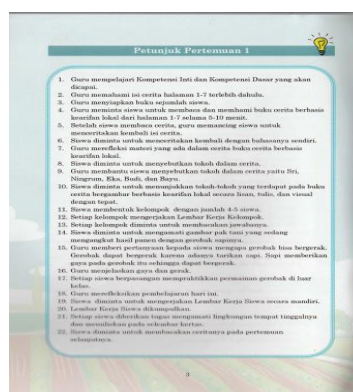 Petunjuk Pertemuan 1
1. Guru mempelajari Kompetensi Inti dan Kompetensi Dasar yang akan
dicapai.
2. Guru memahami isi cerita halaman 1-7 terlebih dahulu.
3. Guru menyiapkan buku sejumlah siswa.
4. Guru meminta siswa untuk membaca dan memhami buku cerita berbasis
kearifan lokal dari halaman 1-7 selama 5-10 menit.
5. Setelah siswa membaca cerita, guru memancing siswa untuk
menceritakan kembali isi cerita.
6. Siswa diminta untuk menceritakan kembali dengan bahasanya sendiri.
7. Guru merefleksi materi yang ada dalam cerita buku cerita berbasis
kearifan lokal.
8. Siswa diminta untuk menyebutkan tokoh dalam cerita.
9. Guru membantu siswa menyebutkan tokoh dalam cerita yaitu Sri,
Ningrum, Eka, Budi, dan Bayu.
10. Siswa diminta untuk menunjukkan tokoh-tokoh yang terdapat pada buku
cerita bergambar berbasis kearifan lokal secara lisan, tulis, dan visual
dengan tepat.
11. Siswa membentuk kelompok dengan jumlah 4-5 siswa.
12. Setiap kelompok mengerjakan Lembar Kerja Kelompok.
13. Setiap kelompok diminta untuk membacakan jawabannya.
14. Siswa diminta untuk mengamati gambar pak tani yang sedang
mengangkut hasil panen dengan gerobak sapinya.
15. Guru memberi pertanyaan kepada siswa mengapa gerobak bisa bergerak.
Gerobak dapat bergerak karena adanya tarikan sapi. Sapi memberikan
gaya pada gerobak itu sehingga dapat bergerak.
16. Guru menjelaskan gaya dan gerak.
17. Setiap siswa berpasangan mempraktikkan permainan gerobak di luar
kelas.
18. Guru merefleksikan pembelajaran hari ini.
19. Siswa diminta untuk mengerjakan Lembar Kerja Siswa secara mandiri.
20. Lembar Kerja Siswa dikumpulkan.
21. Setiap siswa diberikan tugas mengamati lingkungan tempat tinggalnya
dan menuliskan pada selembar kertas.
22. Siswa diminta untuk membacakan ceritanya pada pertemuan
selanjutnya.
3